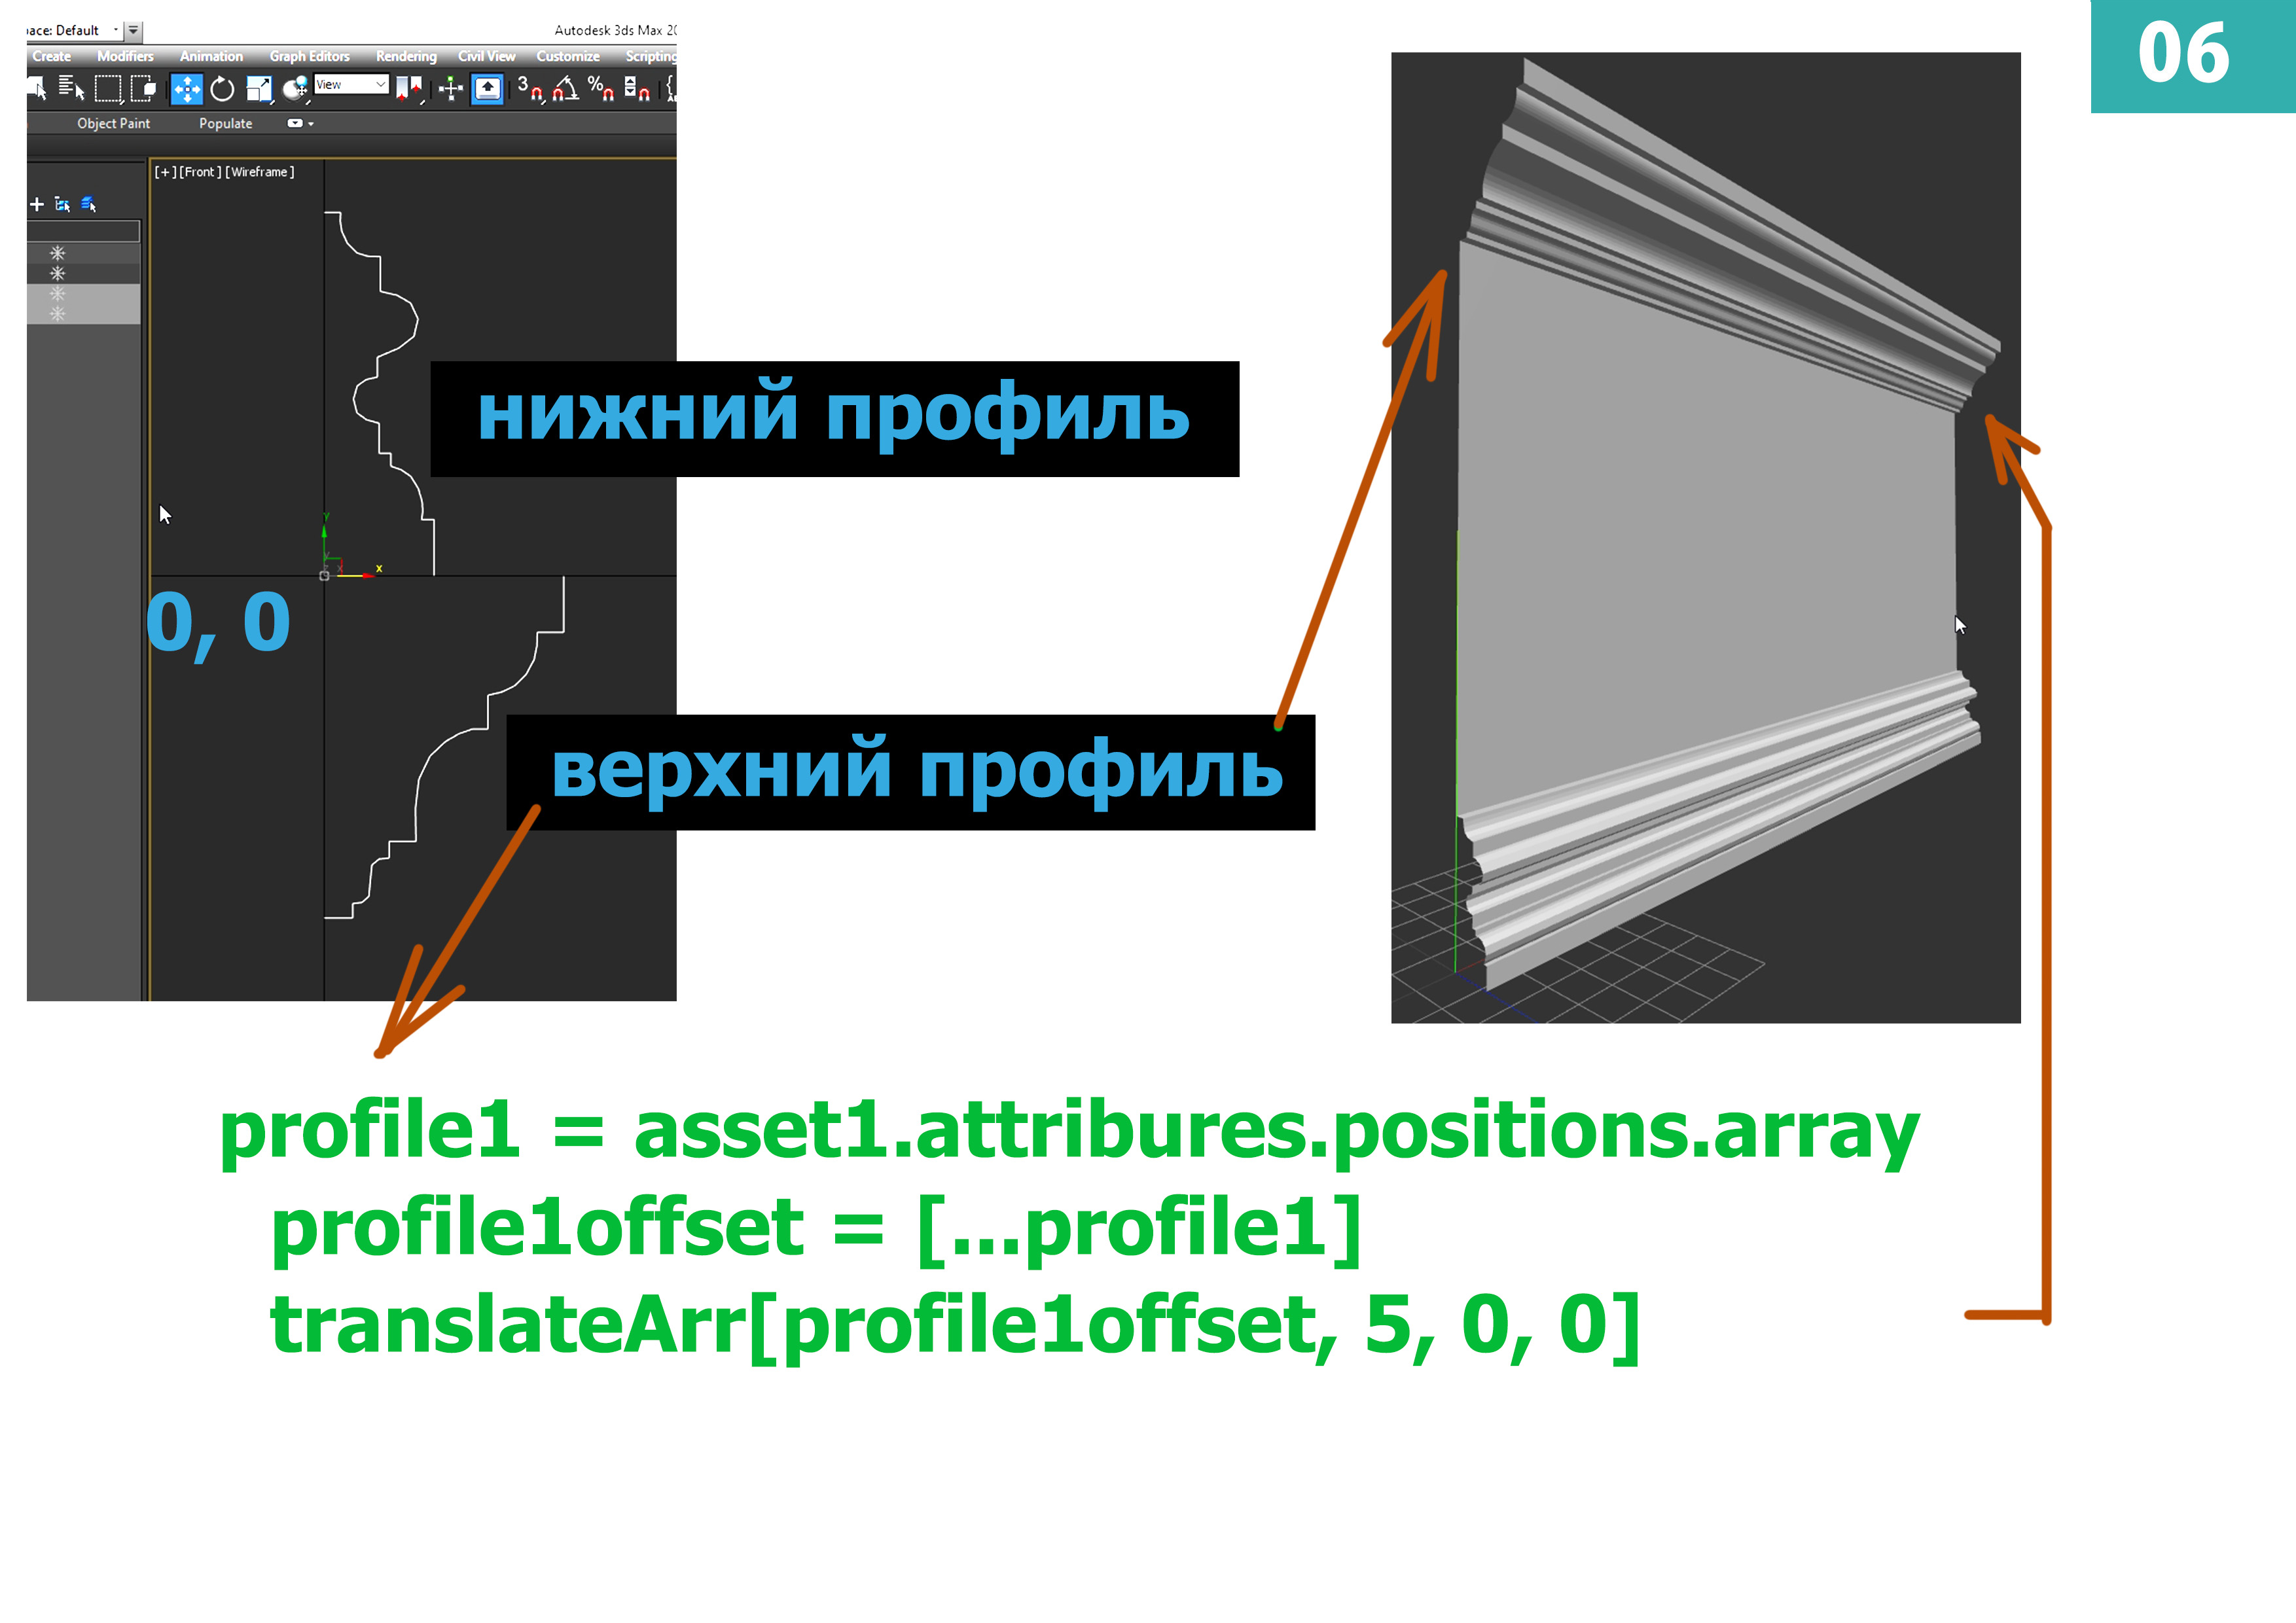 06
ace: Default
Autodesk 3ds Max 20
Create Modifiers Animation Graph Editors Rendering Civil View Customize Scripting
View
3
%
Object Paint Populate
[+][Front][Wireframe]
нижний профиль
Y
x
0, 0
верхний профиль
profile1 = asset1.attribures.positions.array
profile1offset = [...profile1]
translateArr[profile1offset, 5, 0, 0]